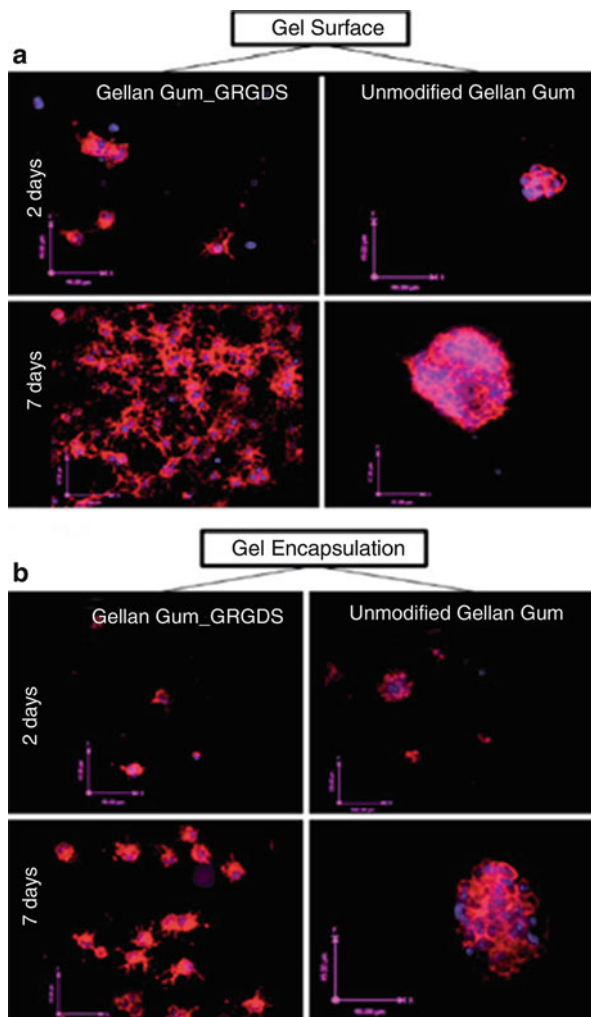 Gel Surface
a
Gellan Gum_GRGDS
Unmodified Gellan Gum
2 days
7 days
Gel Encapsulation
b
Gellan Gum_GRGDS
Unmodified Gellan Gum
2 days
7 days